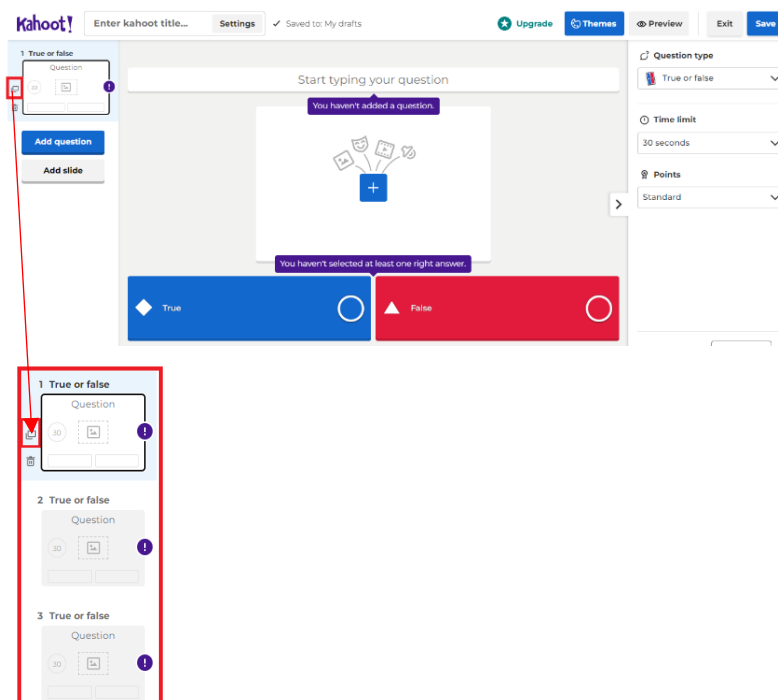 Kahoot!
Enter kahoot title...
Settings
Saved to: My drafts
Upgrade
Themes
Preview
Exit
Save
1 True or false
Question
30
Add question
Add slide
Start typing your question
You haven't added a question.
You haven't selected at least one right answer.
True
False
Question type
True or false
Time limit
30 seconds
Points
Standard
1 True or false
Question
30
2 True or false
Question
30
3 True or false
Question
30